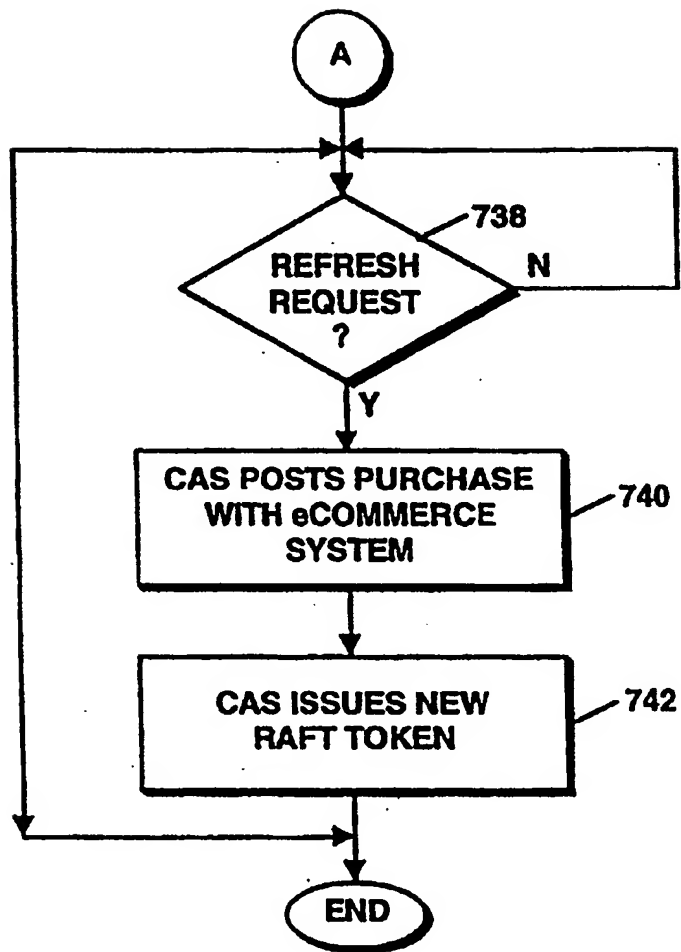 A
738
REFRESH
REQUEST
?
N
Y
CAS POSTS PURCHASE
WITH eCOMMERCE
SYSTEM
740
CAS ISSUES NEW
RAFT TOKEN
742
END